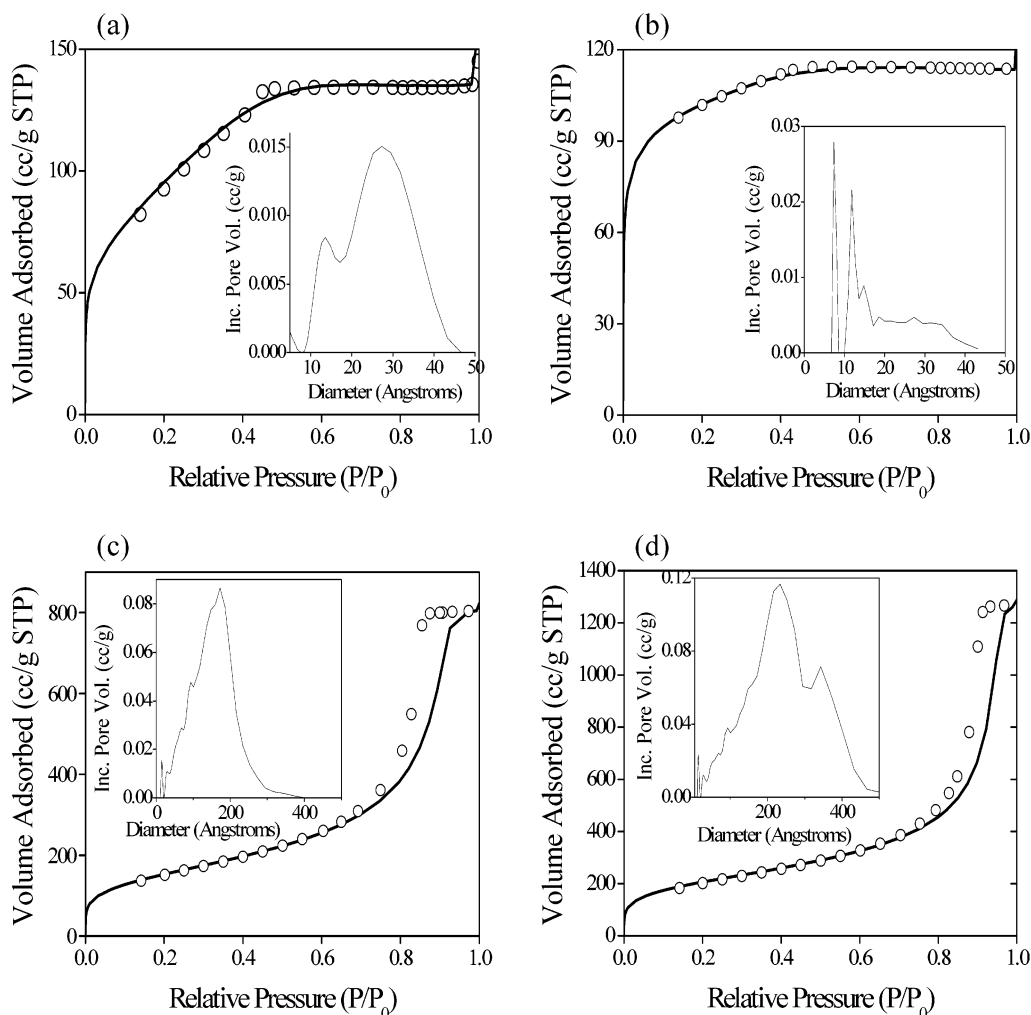 (a)
150
100
50
0
Volume Adsorbed (cc/g STP)
0.0 0.2 0.4 0.6 0.8 1.0
Relative Pressure (P/P0)
0.015
0.010
0.005
0.000
Inc. Pore Vol. (cc/g)
10 20 30 40 50
Diameter (Angstroms)
(b)
120
90
60
30
0
Volume Adsorbed (cc/g STP)
0.0 0.2 0.4 0.6 0.8 1.0
Relative Pressure (P/P0)
0.03
0.02
0.01
0.00
Inc. Pore Vol. (cc/g)
0 10 20 30 40 50
Diameter (Angstroms)
(c)
800
600
400
200
0
Volume Adsorbed (cc/g STP)
0.0 0.2 0.4 0.6 0.8 1.0
Relative Pressure (P/P0)
0.08
0.06
0.04
0.02
0.00
Inc. Pore Vol. (cc/g)
0 200 400
Diameter (Angstroms)
(d)
1400
1200
1000
800
600
400
200
0
Volume Adsorbed (cc/g STP)
0.0 0.2 0.4 0.6 0.8 1.0
Relative Pressure (P/P0)
0.12
0.08
0.04
0.00
Inc. Pore Vol. (cc/g)
200 400
Diameter (Angstroms)